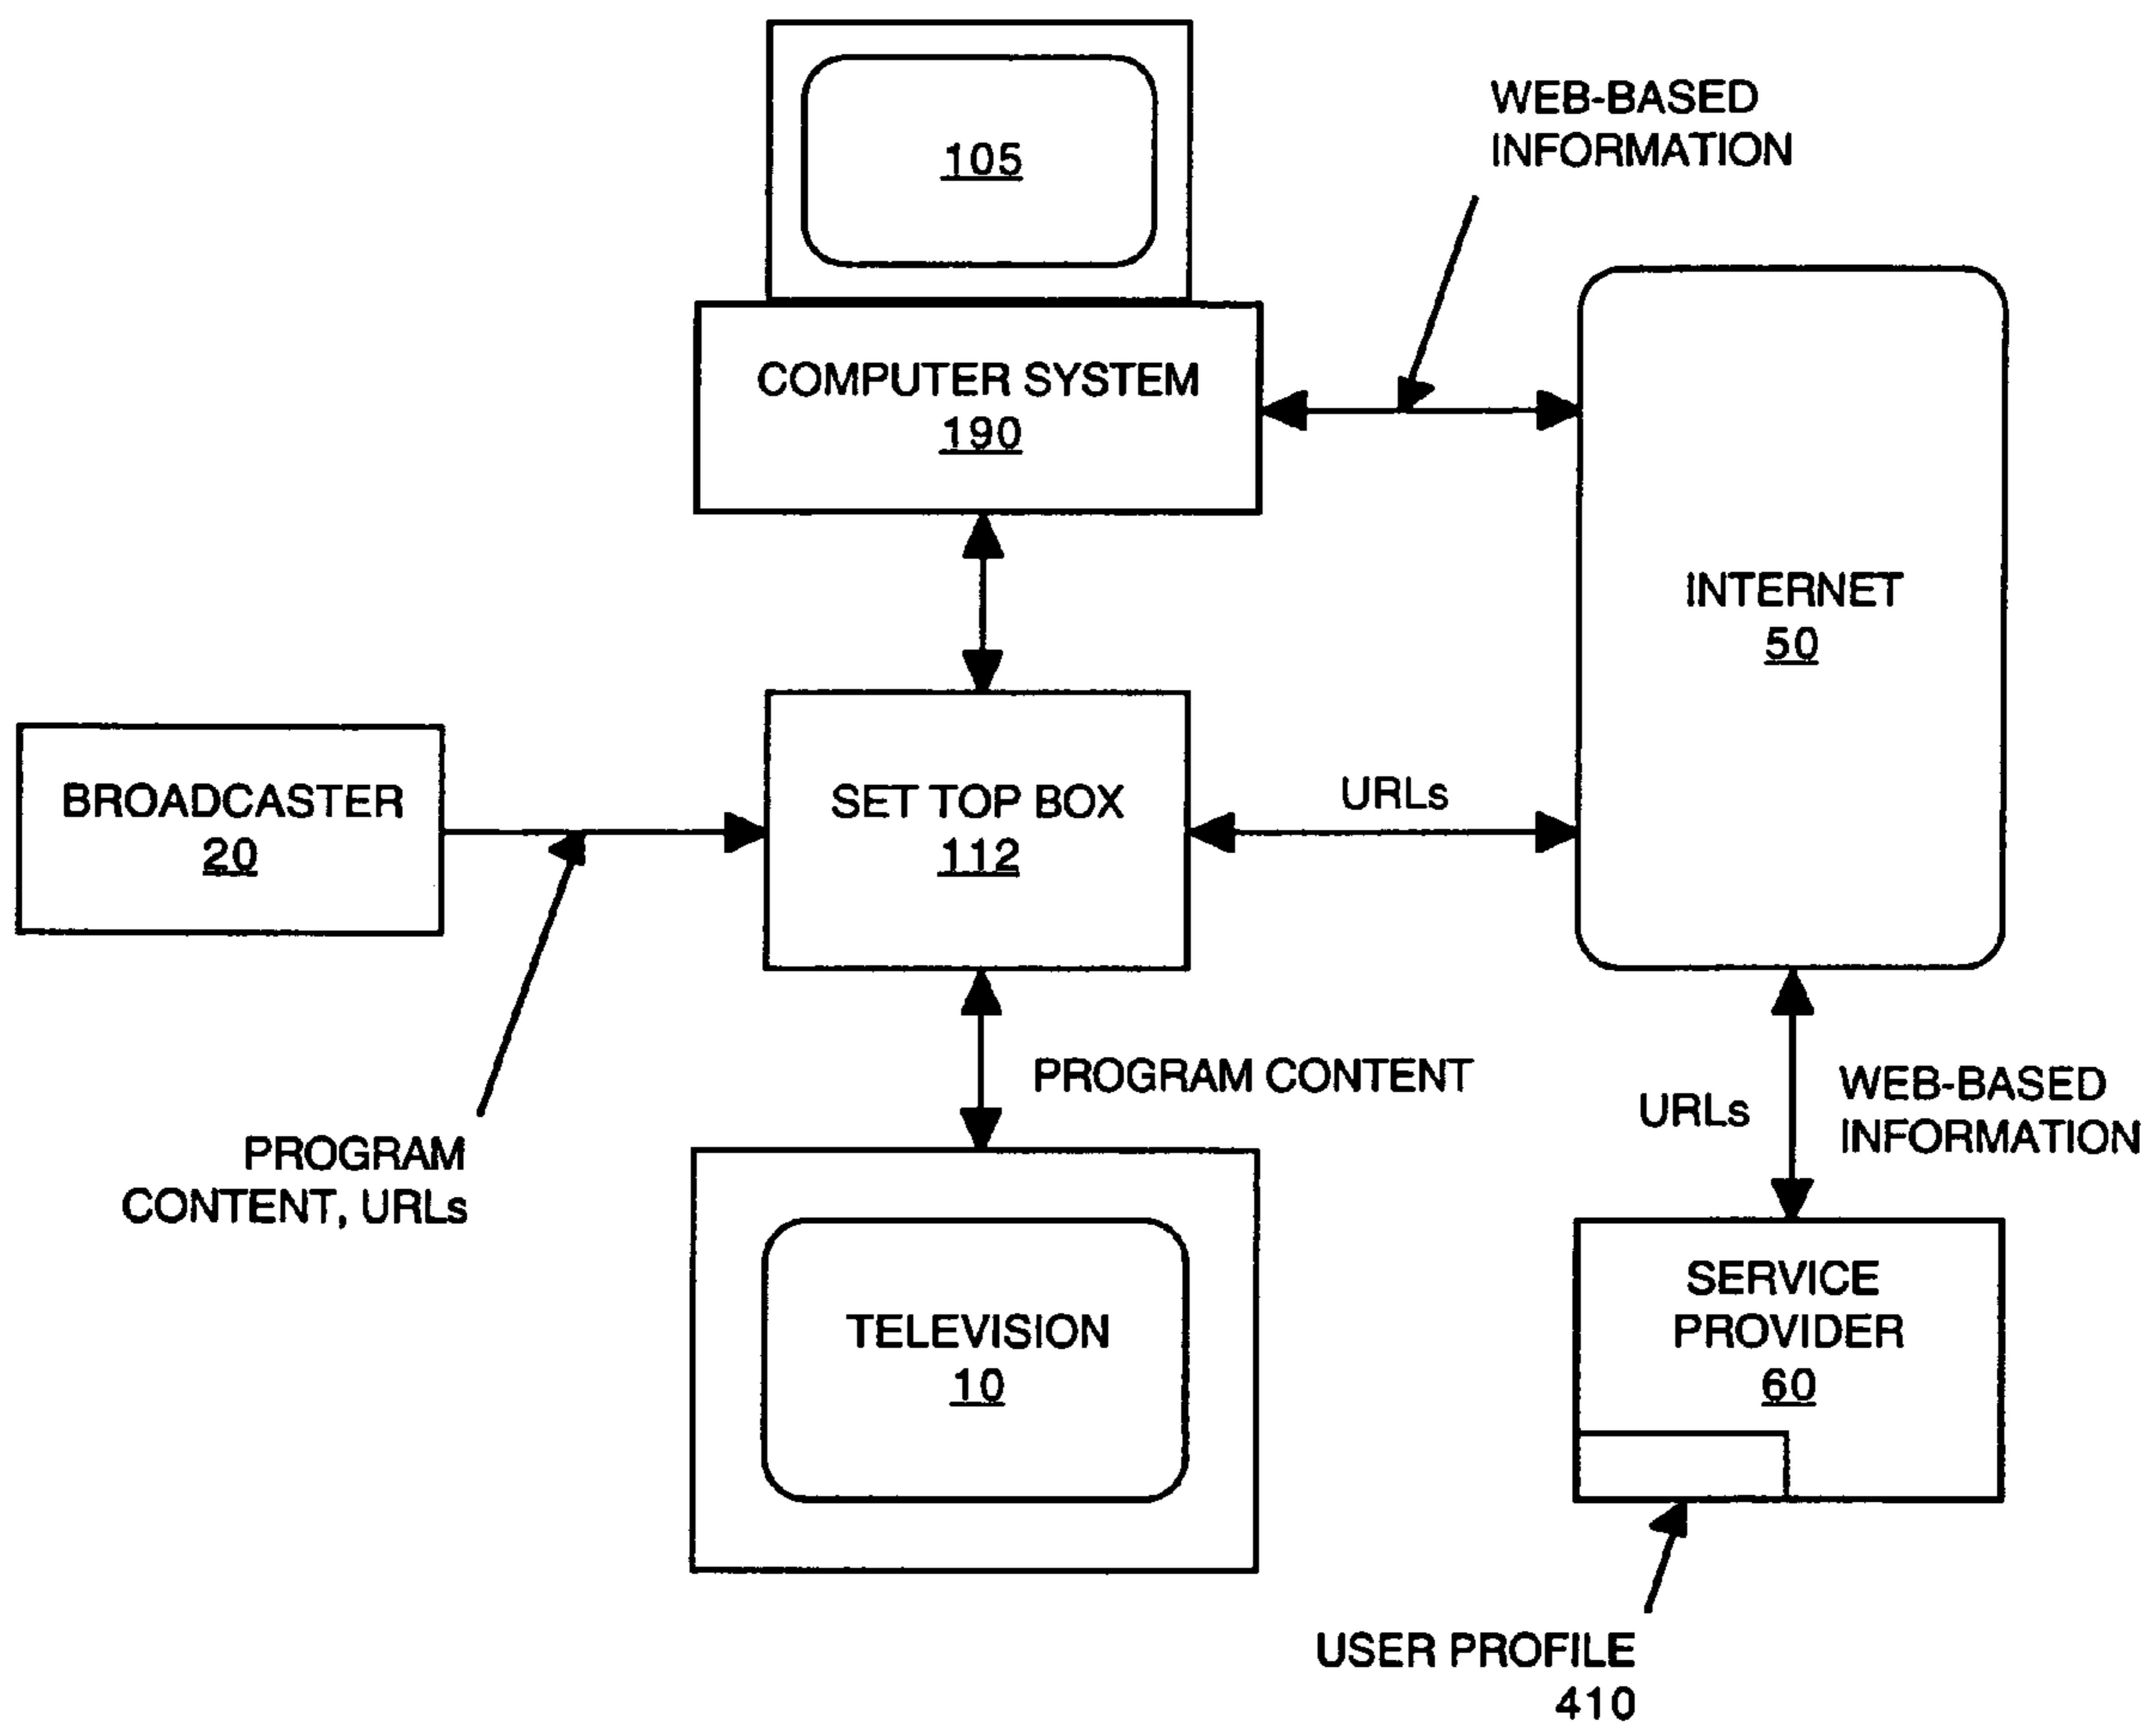 105
WEB-BASED
INFORMATION
COMPUTER SYSTEM
190
INTERNET
50
BROADCASTER
20
SET TOP BOX
112
URLs
PROGRAM CONTENT
PROGRAM
CONTENT, URLs
URLs
WEB-BASED
INFORMATION
TELEVISION
10
SERVICE
PROVIDER
60
USER PROFILE
410